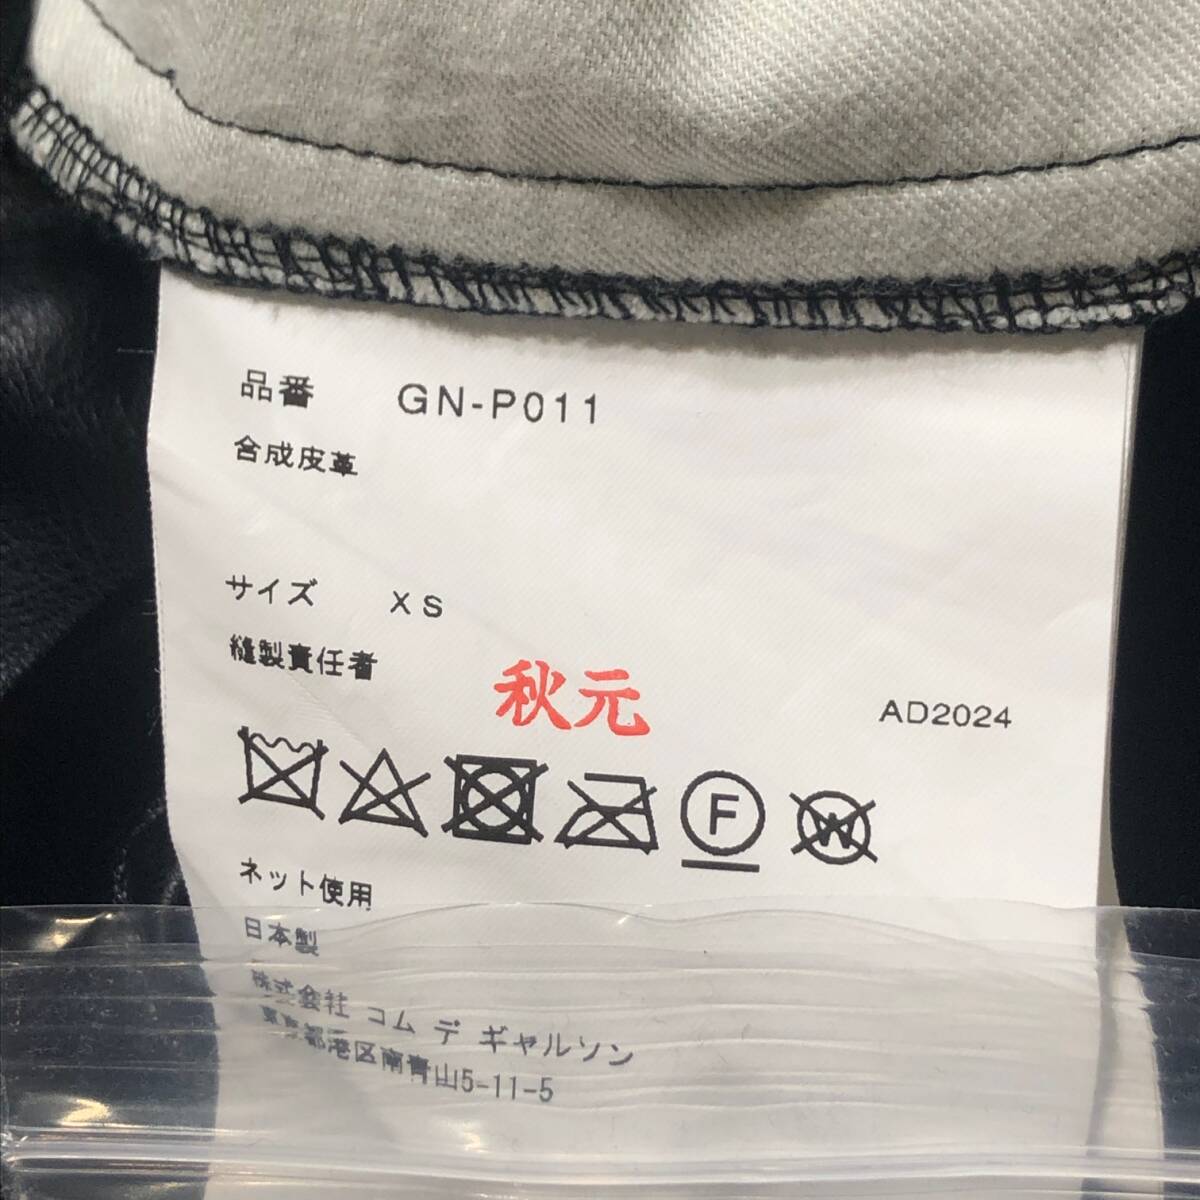 品番 GN-P011
合成皮革
サイズ XS
縫製責任者 秋元 AD2024
F W
ネット使用
日本製
株式会社 コム デ ギャルソン
東京都港区南青山5-11-5